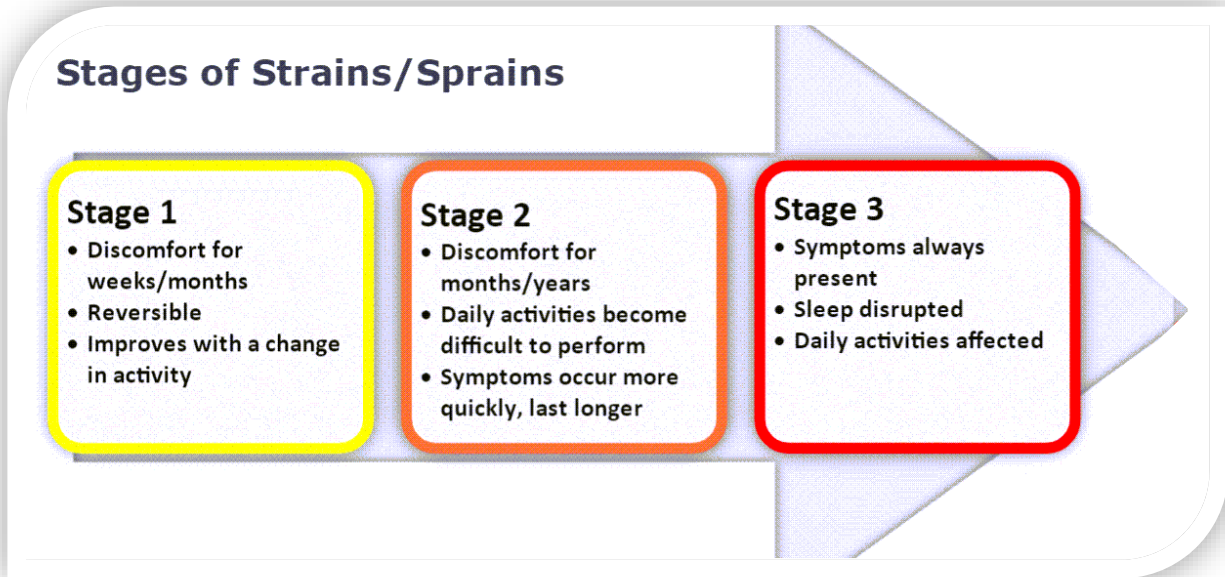 Stages of Strains/Sprains
Stage 1
• Discomfort for
weeks/months
• Reversible
• Improves with a change
in activity
Stage 2
• Discomfort for
months/years
• Daily activities become
difficult to perform
• Symptoms occur more
quickly, last longer
Stage 3
• Symptoms always
present
• Sleep disrupted
• Daily activities affected